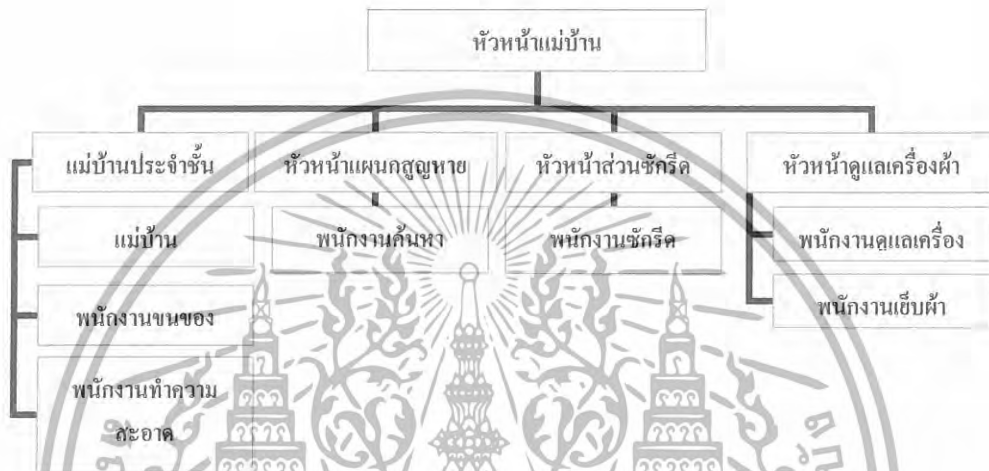 หัวหน้าแม่บ้าน
แม่บ้านประจำชั้น
หัวหน้าแผนกสูญหาย
หัวหน้าส่วนซักรีด
หัวหน้าดูแลเครื่องผ้า
แม่บ้าน
พนักงานค้นหา
พนักงานซักรีด
พนักงานดูแลเครื่อง
พนักงานขนของ
พนักงานเย็บผ้า
พนักงานทำความ
สะอาด